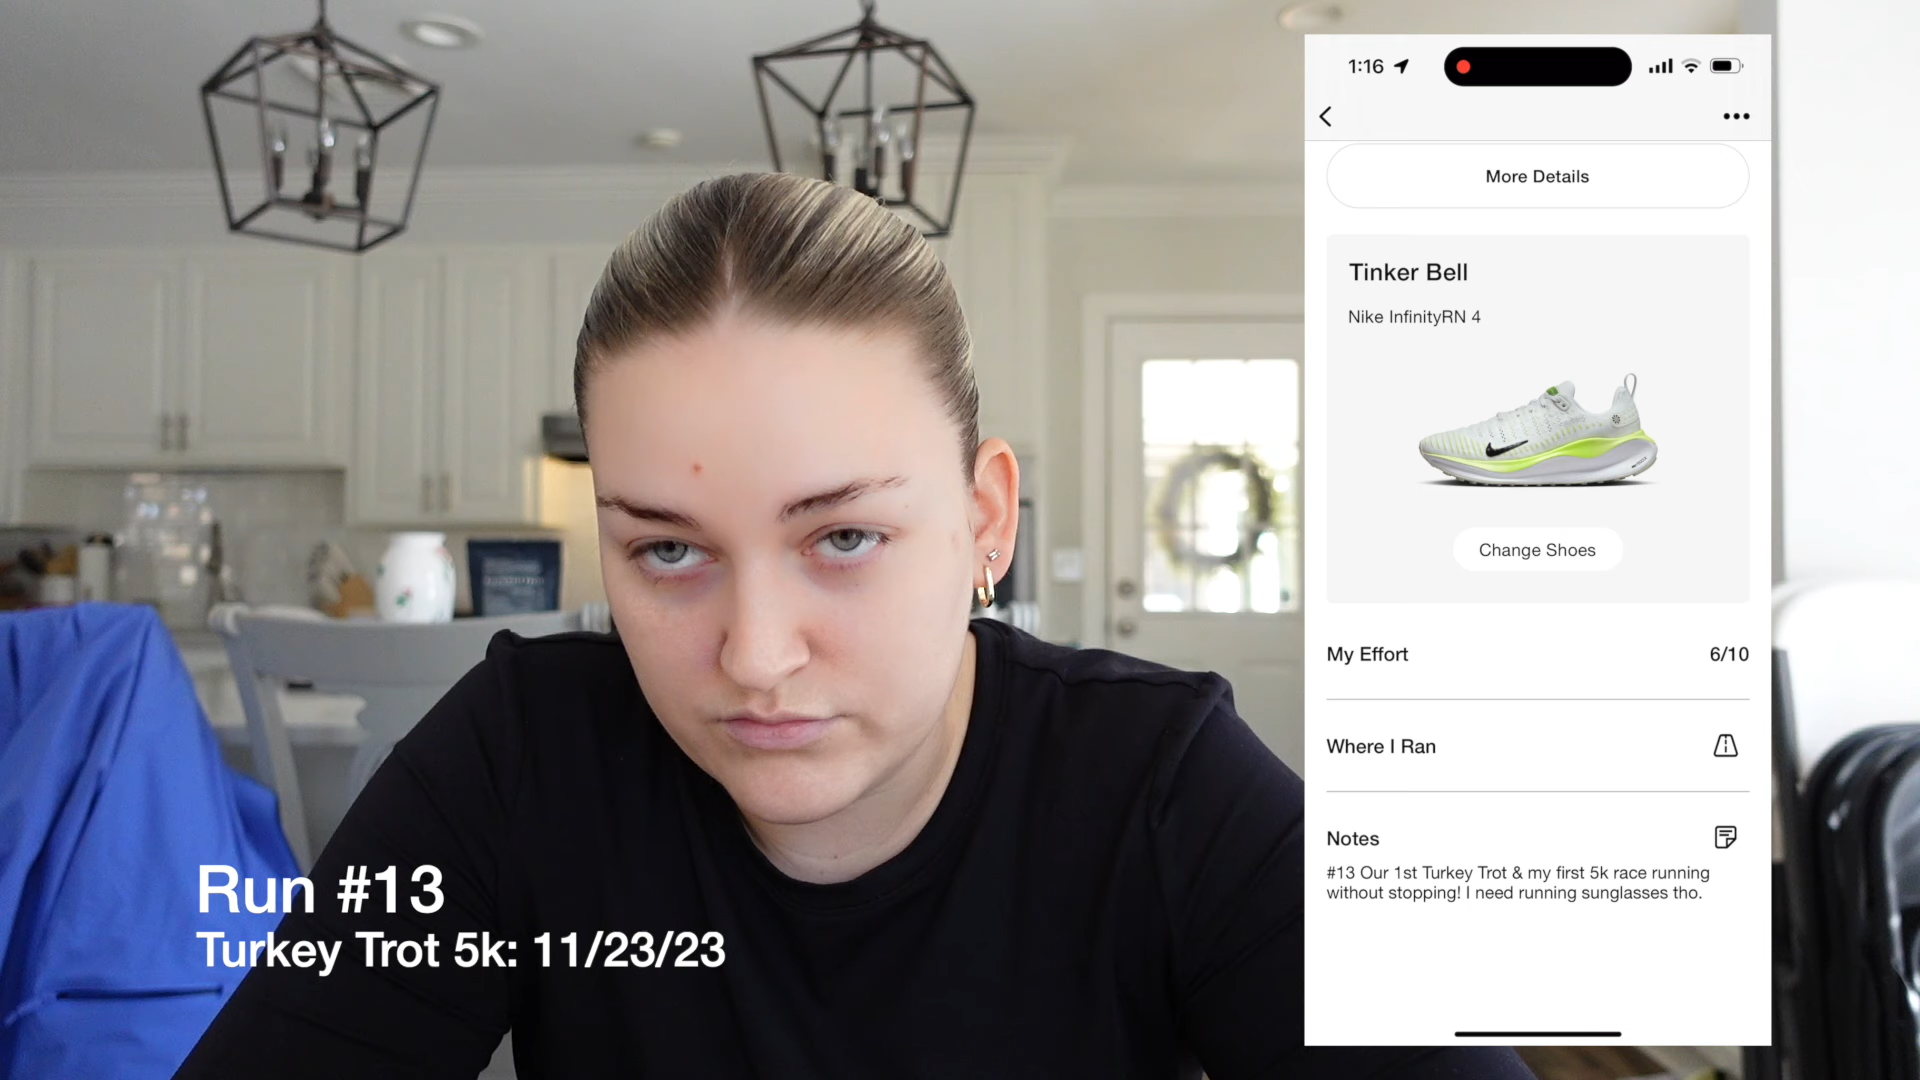 Run #13
Turkey Trot 5k: 11/23/23
1:16
More Details
Tinker Bell
Nike InfinityRN 4
Change Shoes
My Effort
6/10
Where I Ran
Notes
#13 Our 1st Turkey Trot & my first 5k race running
without stopping! I need running sunglasses tho.